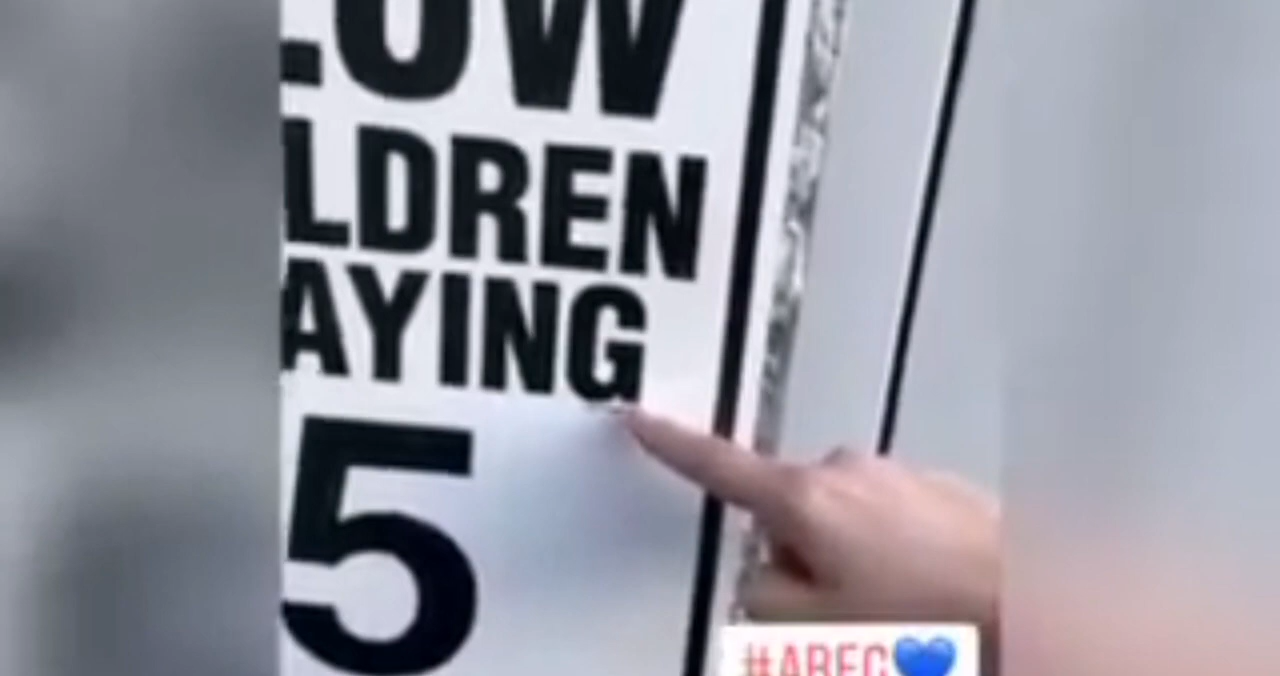 LOW
LDREN
AYING
5
#ABFC💙